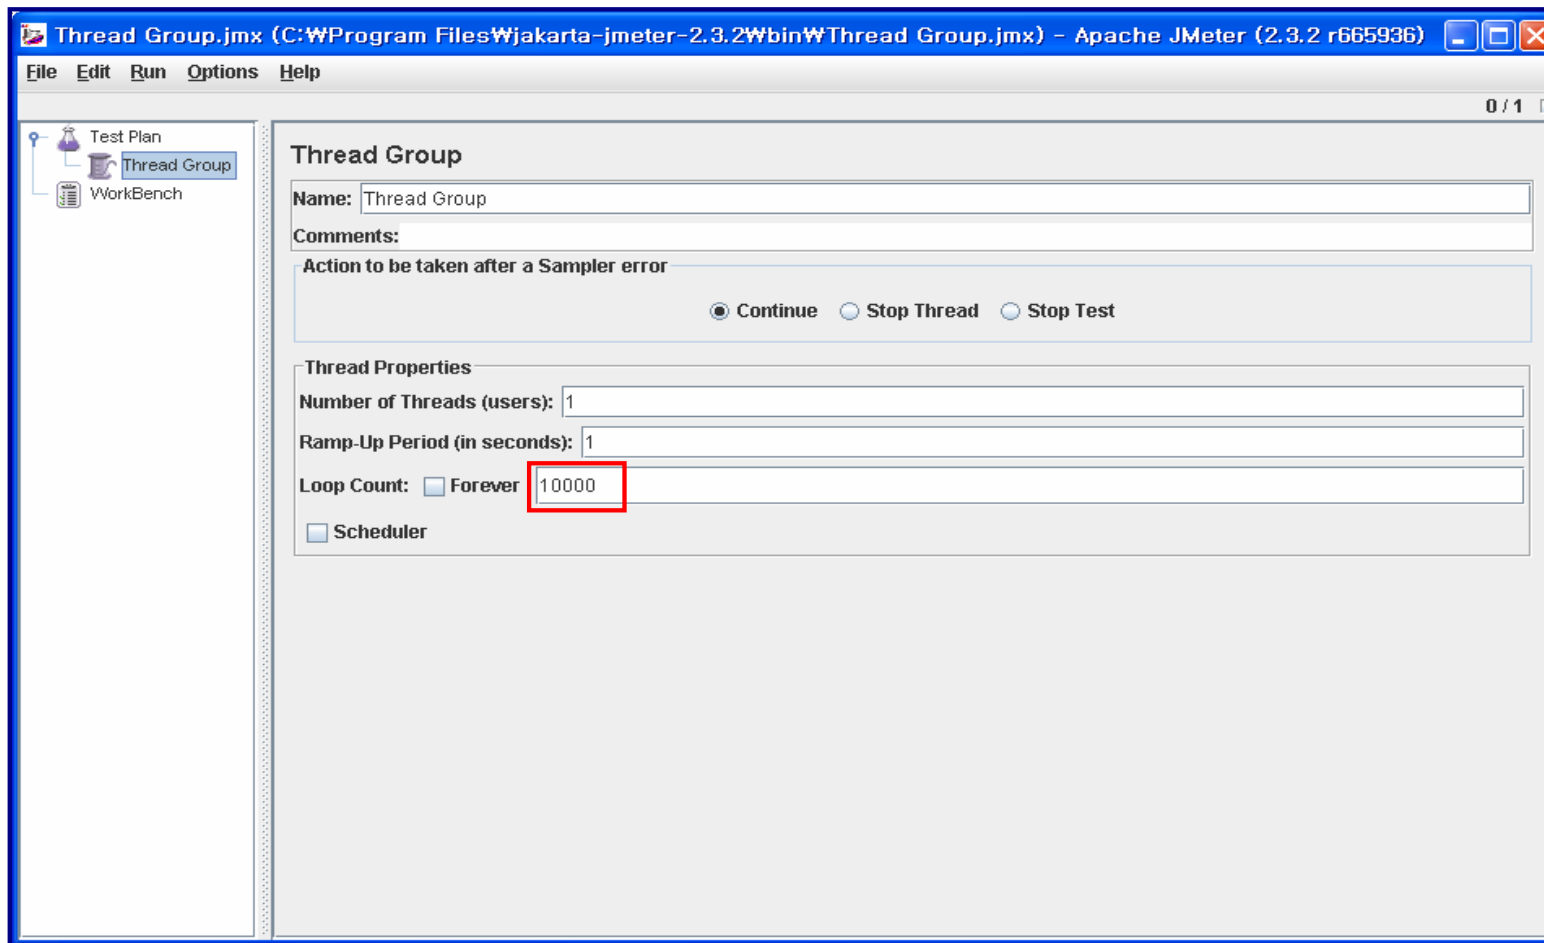 Thread Group.jmx (C:₩Program Files₩jakarta-jmeter-2.3.2₩bin₩Thread Group.jmx) - Apache JMeter (2.3.2 r665936)
File Edit Run Options Help
0 / 1
Test Plan
Thread Group
WorkBench
Thread Group
Name: Thread Group
Comments:
Action to be taken after a Sampler error
Continue Stop Thread Stop Test
Thread Properties
Number of Threads (users): 1
Ramp-Up Period (in seconds): 1
Loop Count: Forever 10000
Scheduler